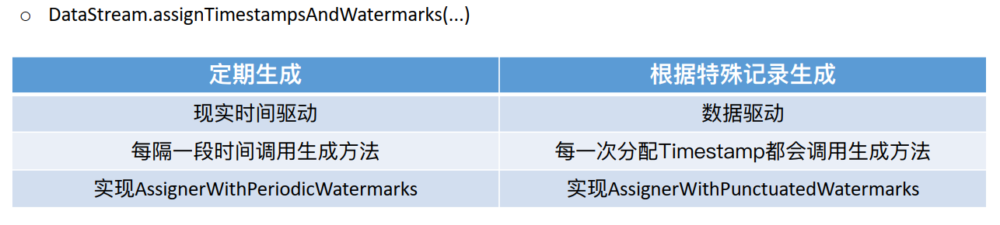 ○ DataStream.assignTimestampsAndWatermarks(...)
定期生成
根据特殊记录生成
现实时间驱动
数据驱动
每隔一段时间调用生成方法
每一次分配Timestamp都会调用生成方法
实现AssignerWithPeriodicWatermarks
实现AssignerWithPunctuatedWatermarks